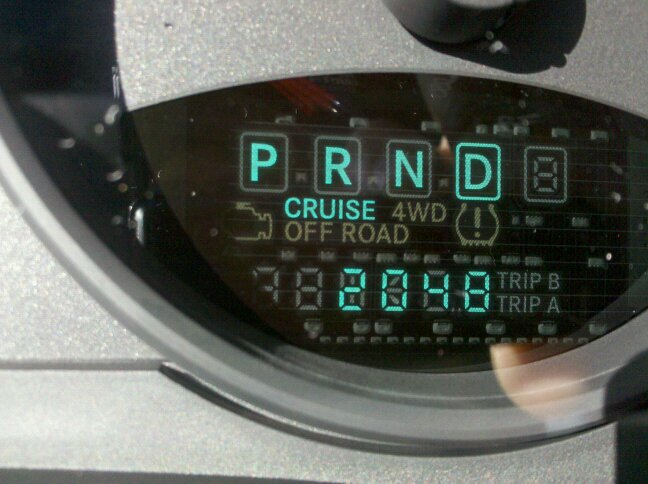 P R N D
CRUISE 4WD
OFF ROAD
2048 TRIP B
TRIP A